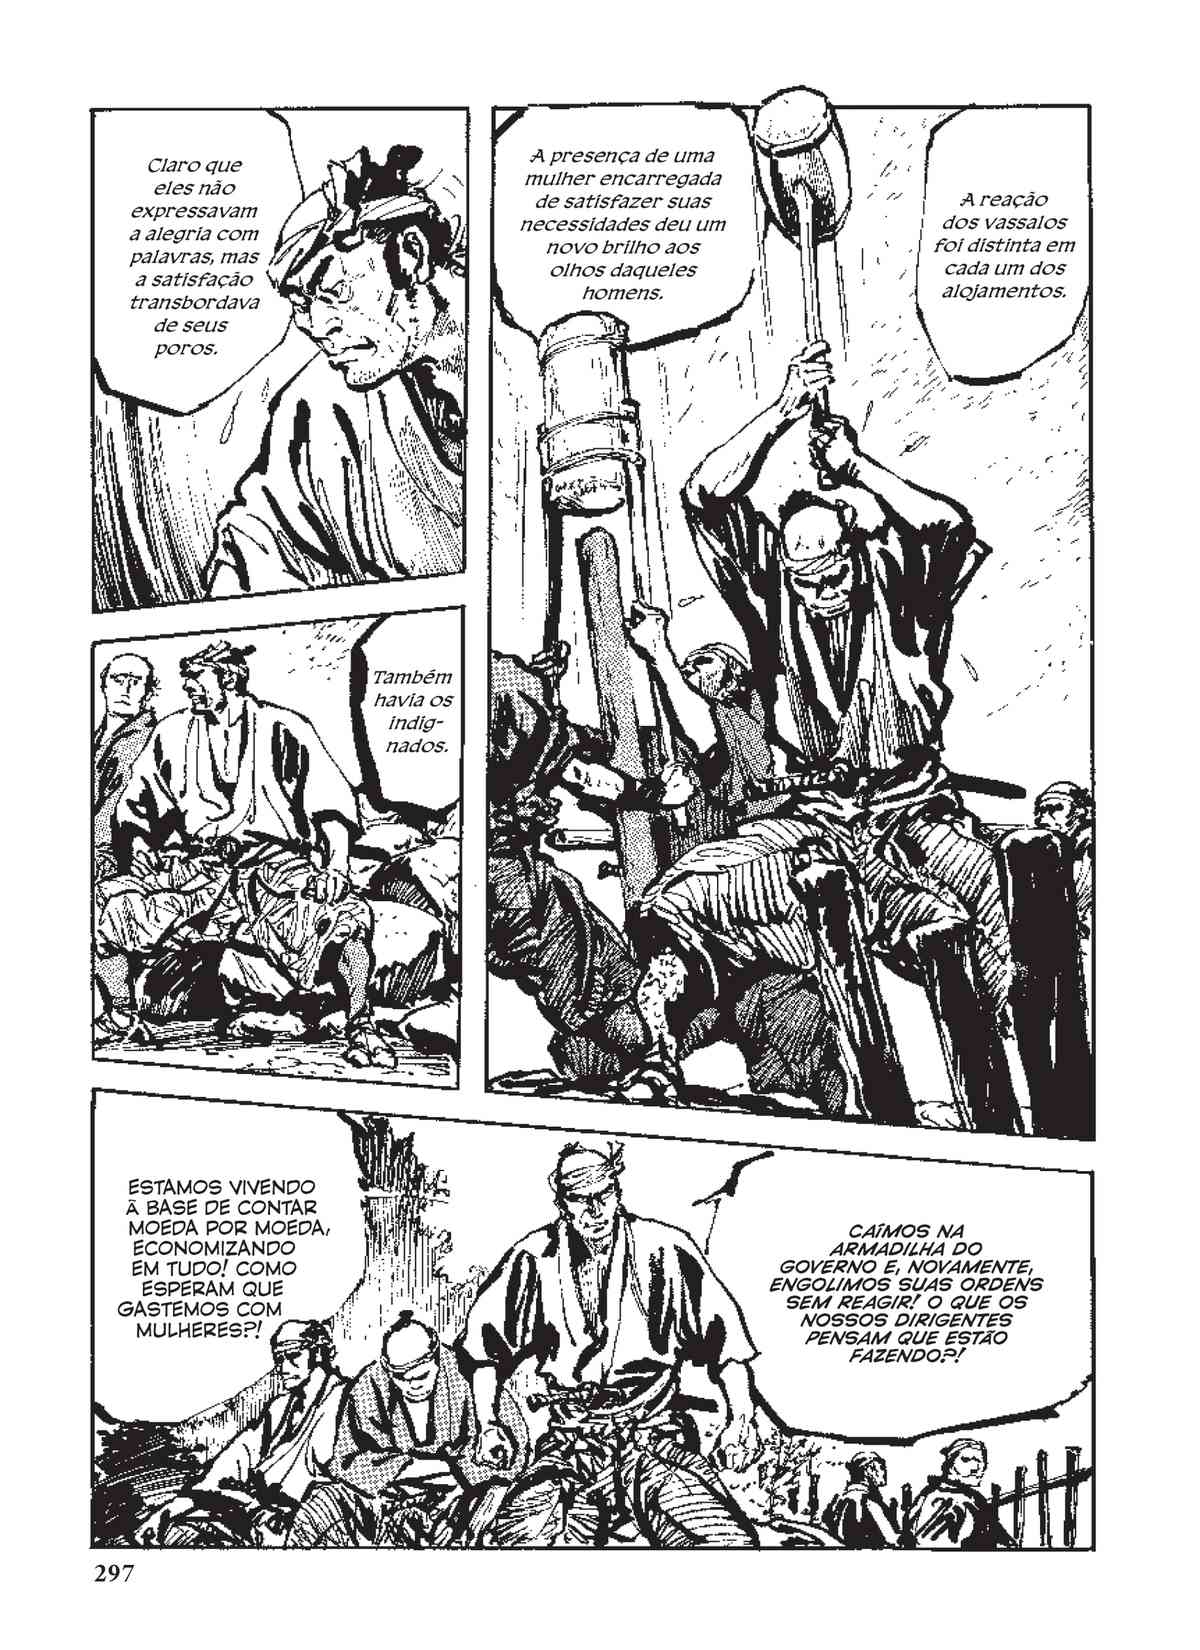 A reação
dos vassalos
foi distinta em
cada um dos
alojamentos.
A presença de uma
mulher encarregada
de satisfazer suas
necessidades deu um
novo brilho aos
olhos daqueles
homens.
Claro que
eles não
expressavam
a alegria com
palavras, mas
a satisfação
transbordava
de seus
poros.
Também
havia os
indig-
nados.
CAÍMOS NA
ARMADILHA DO
GOVERNO E, NOVAMENTE,
ENGOLIMOS SUAS ORDENS
SEM REAGIR! O QUE OS
NOSSOS DIRIGENTES
PENSAM QUE ESTÃO
FAZENDO?!
ESTAMOS VIVENDO
À BASE DE CONTAR
MOEDA POR MOEDA,
ECONOMIZANDO
EM TUDO! COMO
ESPERAM QUE
GASTEMOS COM
MULHERES?!
297